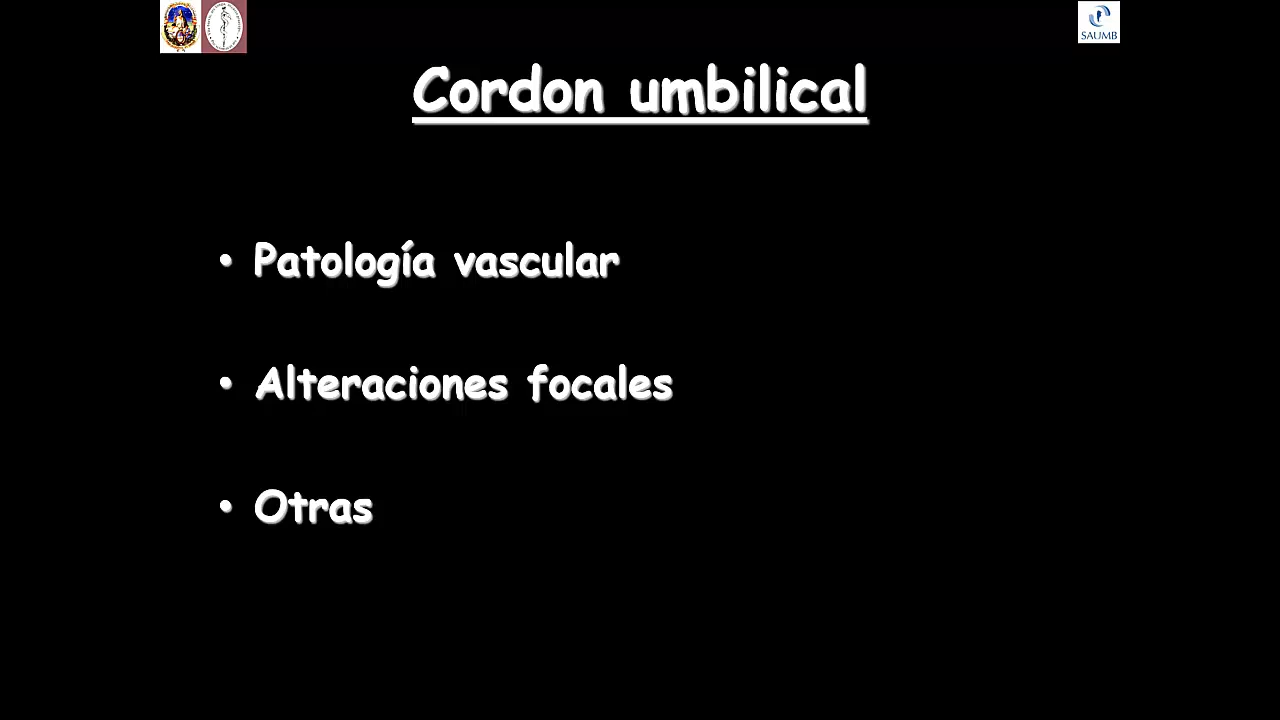 SAUMB
Cordon umbilical
• Patología vascular
• Alteraciones focales
• Otras